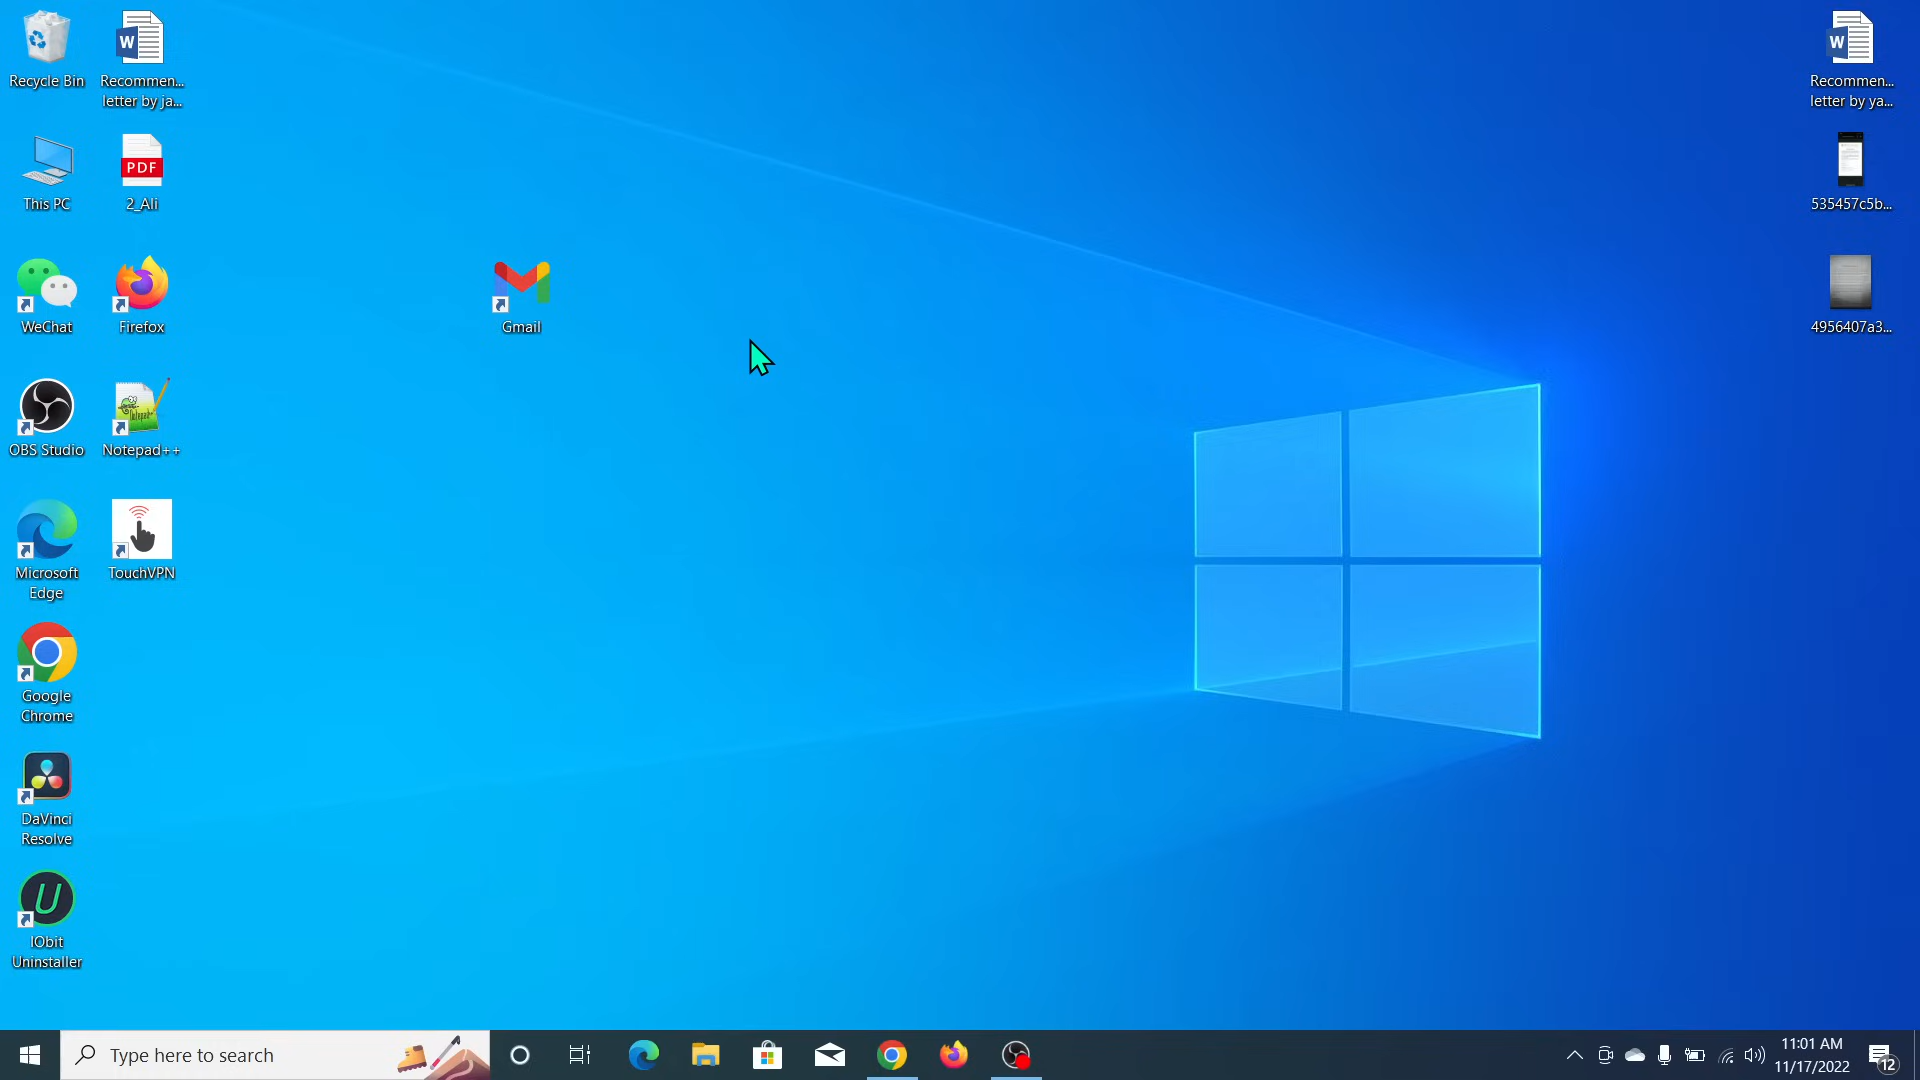 Recycle Bin
Recommen...
letter by ja...
This PC
PDF
2_Ali
WeChat
Firefox
Gmail
OBS Studio
Notepad++
Microsoft
Edge
TouchVPN
Google
Chrome
DaVinci
Resolve
IObit
Uninstaller
Recommen...
letter by ya...
535457c5b...
4956407a3...
Type here to search
11:01 AM
11/17/2022
12